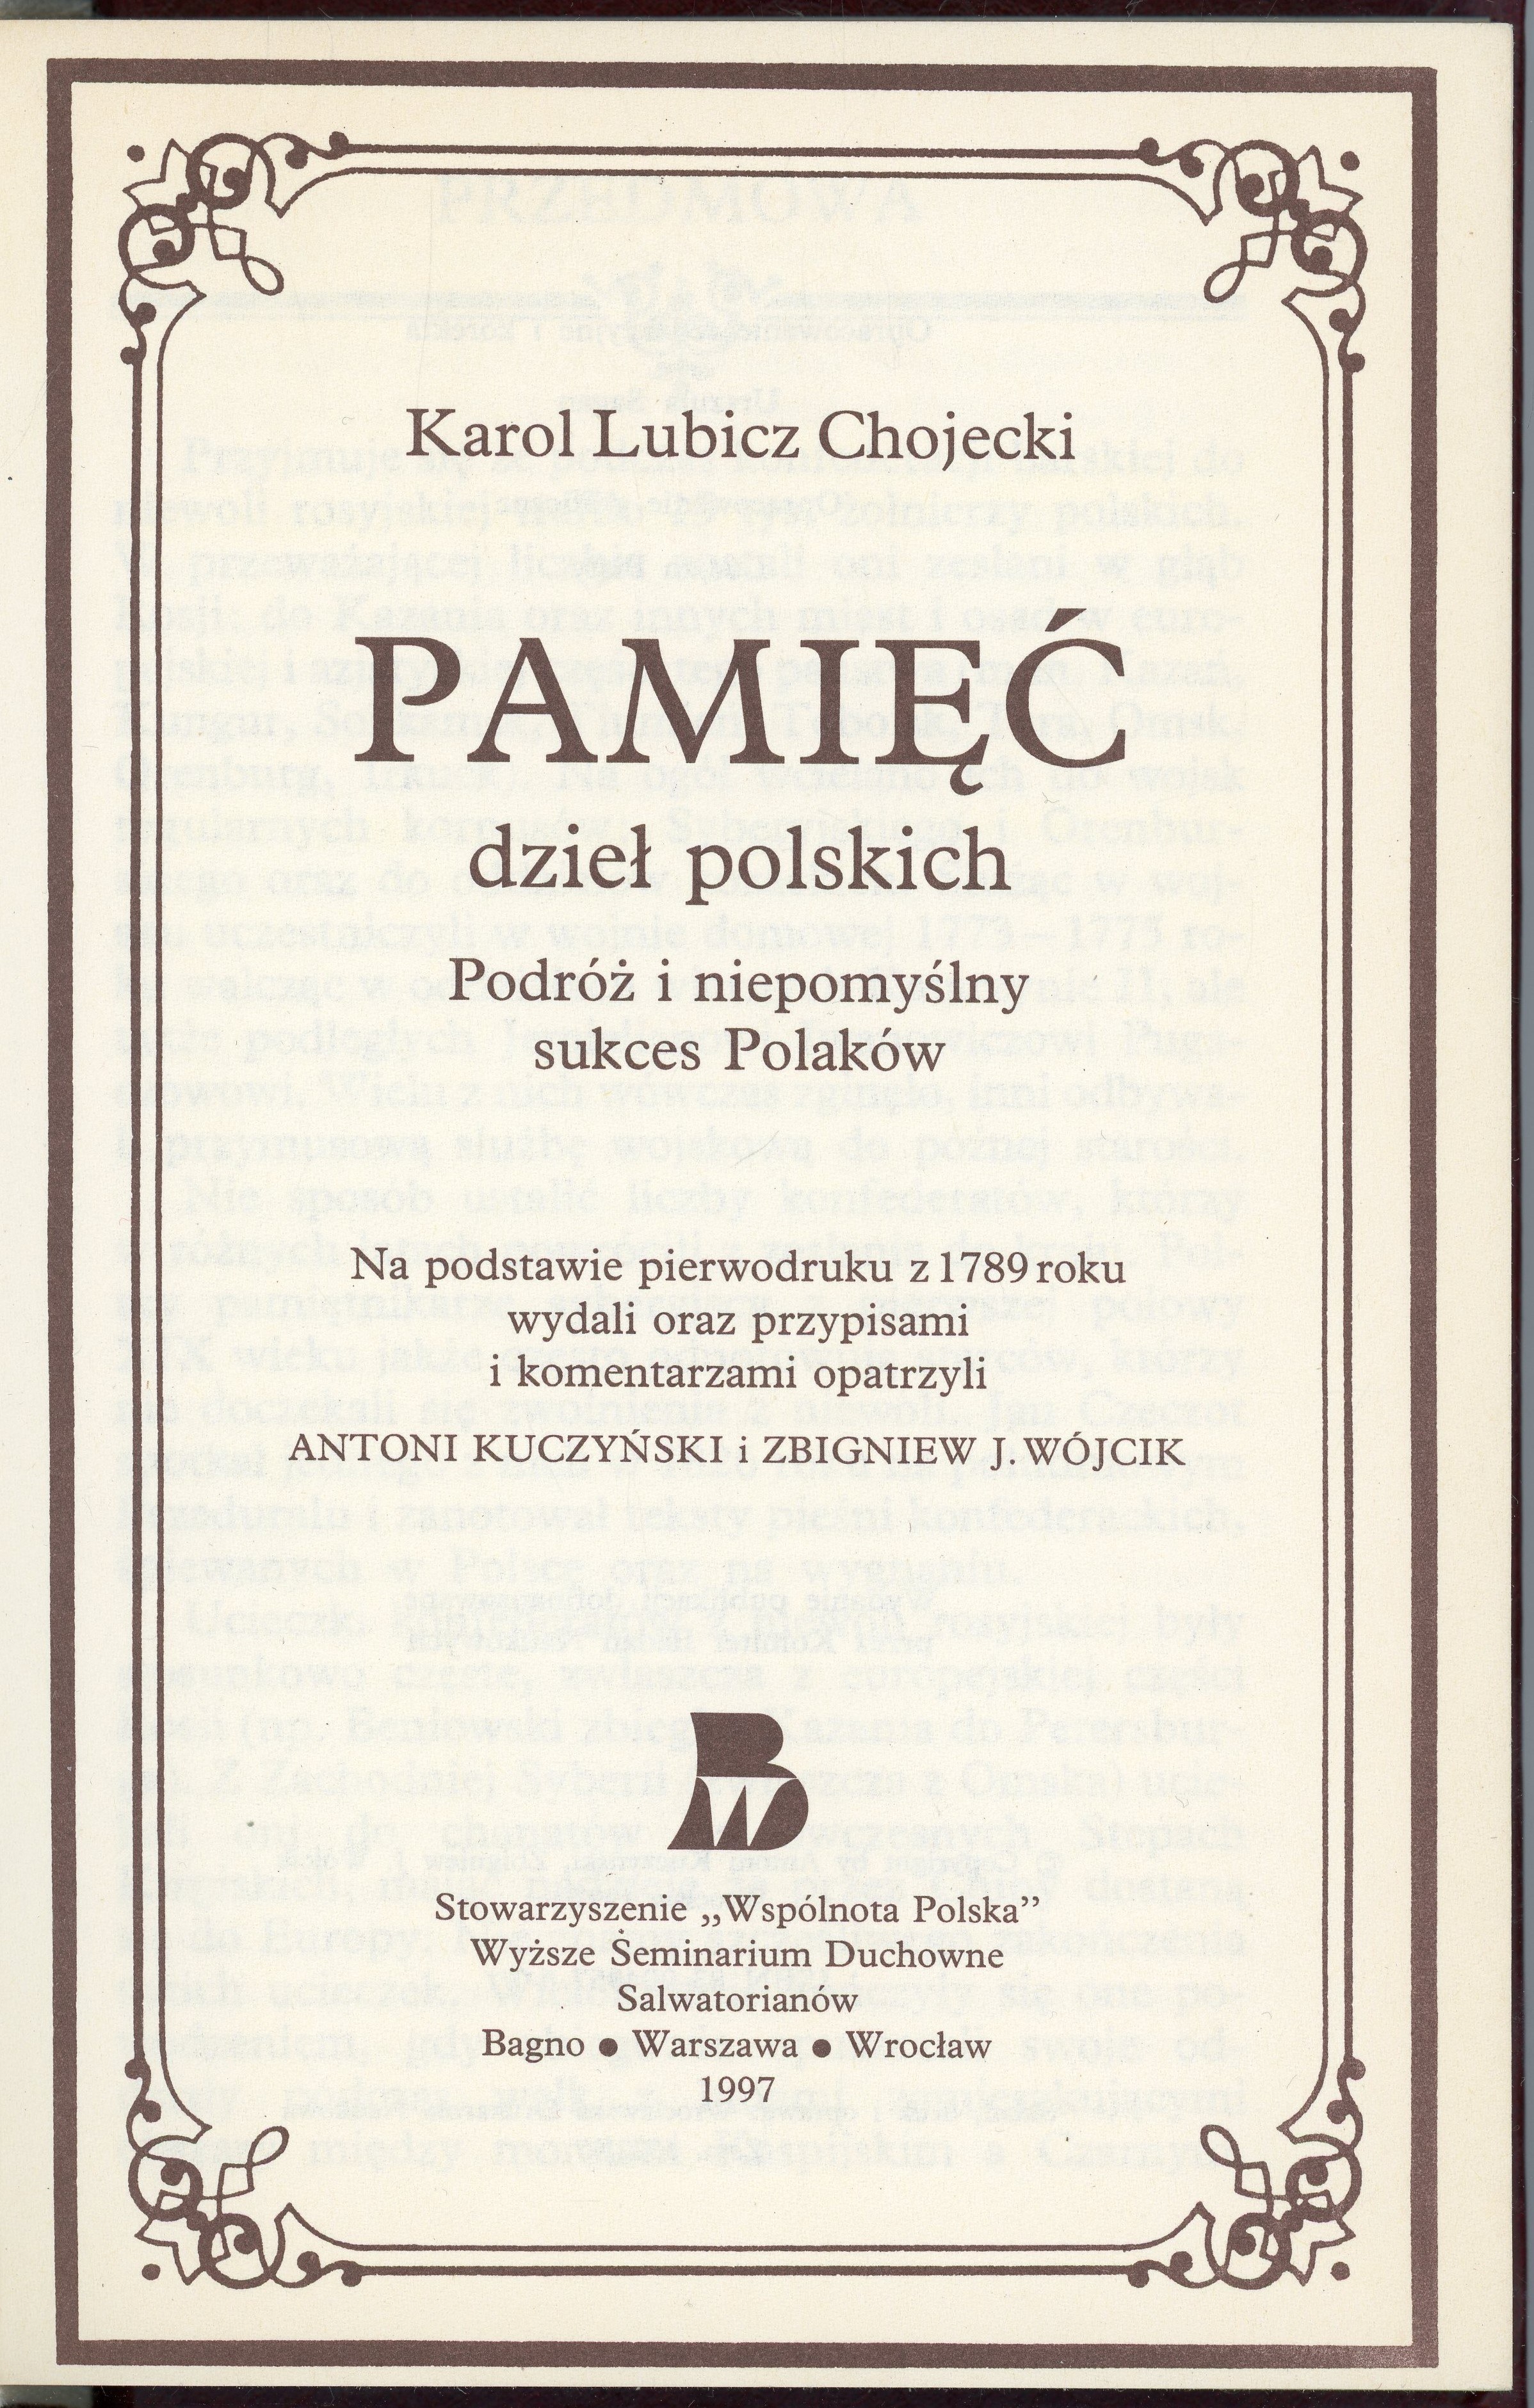 Karol Lubicz Chojecki
PAMIĘĆ
dzieł polskich
Podróż i niepomyślny
sukces Polaków
Na podstawie pierwodruku z 1789 roku
wydali oraz przypisami
i komentarzami opatrzyli
ANTONI KUCZYŃSKI i ZBIGNIEW J. WÓJCIK
BW
Stowarzyszenie „Wspólnota Polska”
Wyższe Seminarium Duchowne
Salwatorianów
Bagno ● Warszawa ● Wrocław
1997